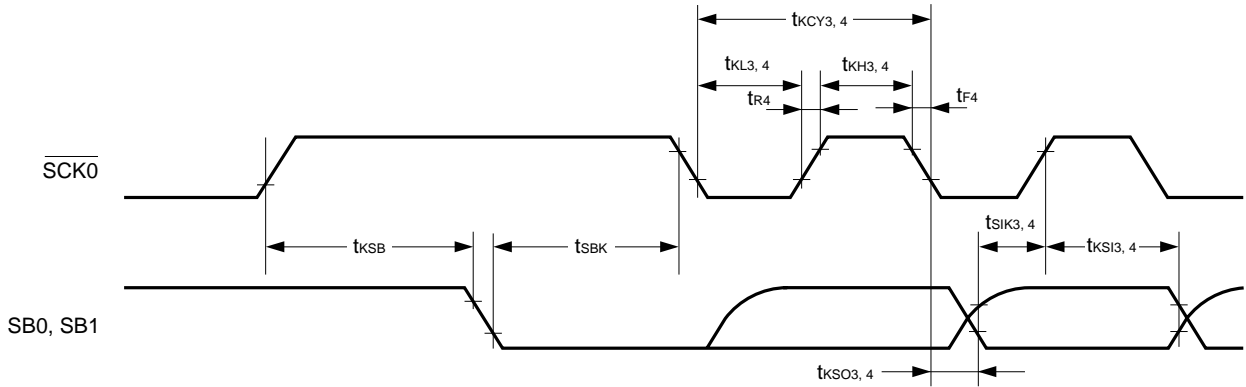 tKCY3, 4
tKL3, 4
tKH3, 4
tR4
tF4
SCK0
tSIK3, 4
tKSB
tSBK
tKSI3, 4
SB0, SB1
tKSO3, 4